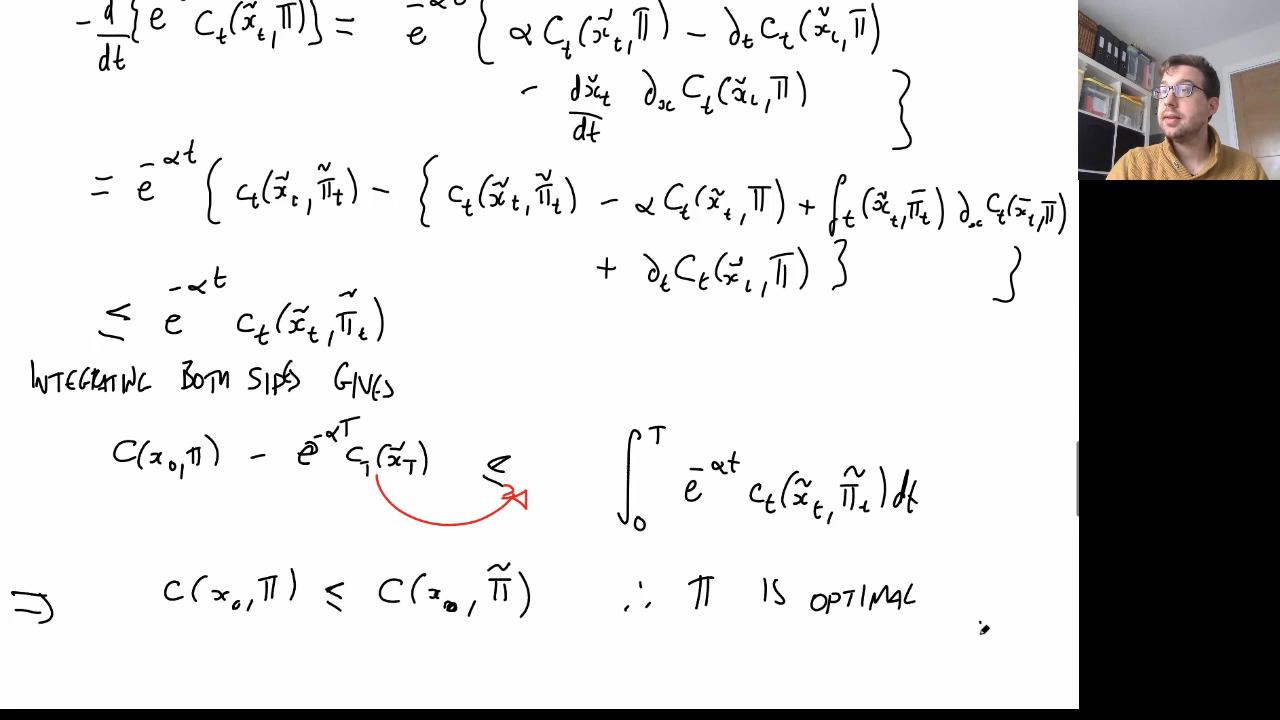 - d/dt { e^{-αt} C_t(x̃_t, Π) } = e^{-αt} { α C_t(x̃_t, Π) - ∂_t C_t(x̃_t, Π)
- dx̃_t/dt ∂_x C_t(x̃_t, Π) }
= e^{-αt} { c_t(x̃_t, π̃_t) - { c_t(x̃_t, π̃_t) - α C_t(x̃_t, Π) + f_t(x̃_t, π̃_t) ∂_x C_t(x̃_t, Π)
+ ∂_t C_t(x̃_t, Π) } }
≤ e^{-αt} c_t(x̃_t, π̃_t)
INTEGRATING BOTH SIDES GIVES
C(x_0, Π) - e^{-αT} C_T(x̃_T) ≤ ∫_0^T e^{-αt} c_t(x̃_t, π̃_t) dt
⇒ C(x_0, Π) ≤ C(x_0, Π̃) ∴ Π IS OPTIMAL